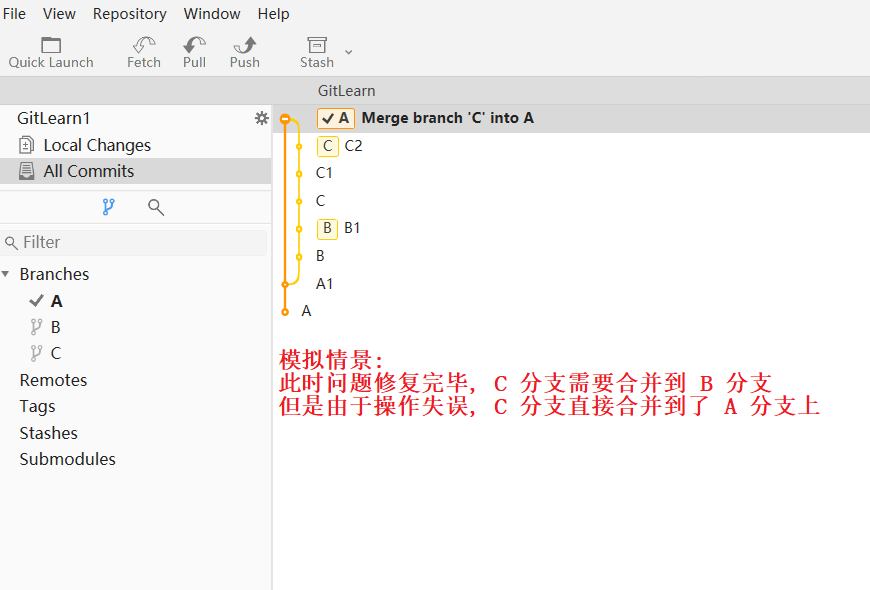 File View Repository Window Help
Quick Launch Fetch Pull Push Stash
GitLearn
GitLearn1
A Merge branch 'C' into A
Local Changes
C C2
All Commits
C1
C
B B1
Filter
B
Branches
A1
A
A
B
C
模拟情景:
此时问题修复完毕, C 分支需要合并到 B 分支
Remotes
但是由于操作失误, C 分支直接合并到了 A 分支上
Tags
Stashes
Submodules